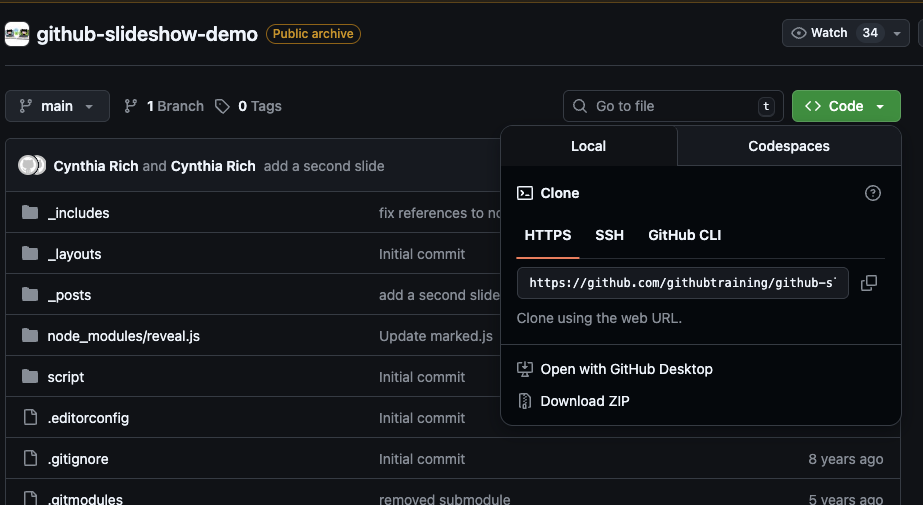 github-slideshow-demo Public archive Watch 34
main 1 Branch 0 Tags Go to file t Code
Local Codespaces
Cynthia Rich and Cynthia Rich add a second slide
Clone
HTTPS SSH GitHub CLI
https://github.com/githubtraining/github-s
Clone using the web URL.
Open with GitHub Desktop
Download ZIP
_includes fix references to
_layouts Initial commit
_posts add a second slide
node_modules/reveal.js Update marked.js
script Initial commit
.editorconfig Initial commit
.gitignore Initial commit 8 years ago
.gitmodules removed submodule 5 years ago